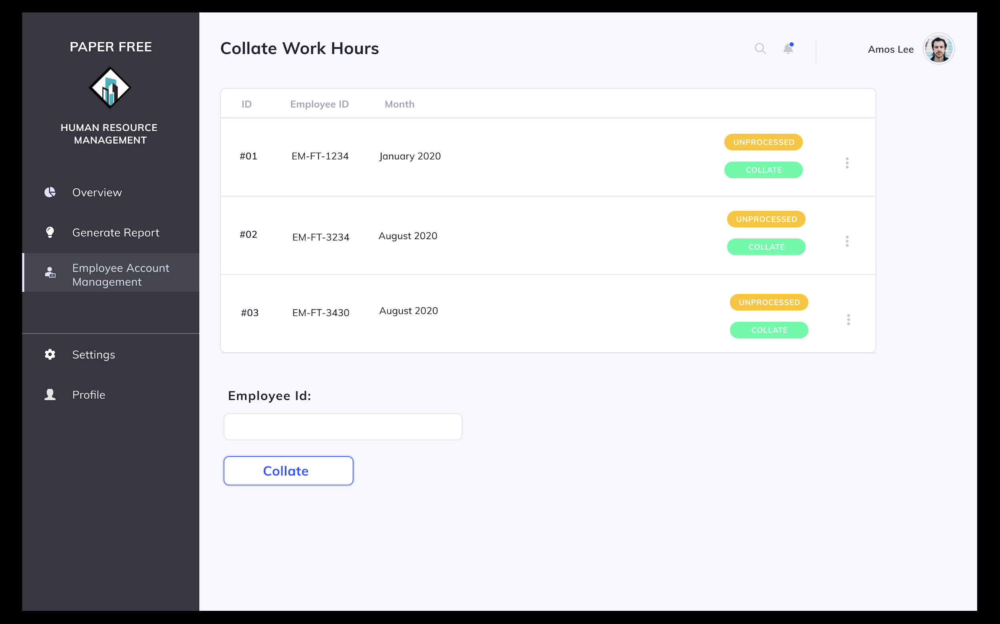 PAPER FREE
HUMAN RESOURCE
MANAGEMENT
Overview
Generate Report
Employee Account
Management
Settings
Profile
Collate Work Hours
Amos Lee
ID Employee ID Month
#01 EM-FT-1234 January 2020
UNPROCESSED
COLLATE
#02 EM-FT-3234 August 2020
UNPROCESSED
COLLATE
#03 EM-FT-3430 August 2020
UNPROCESSED
COLLATE
Employee Id:
Collate